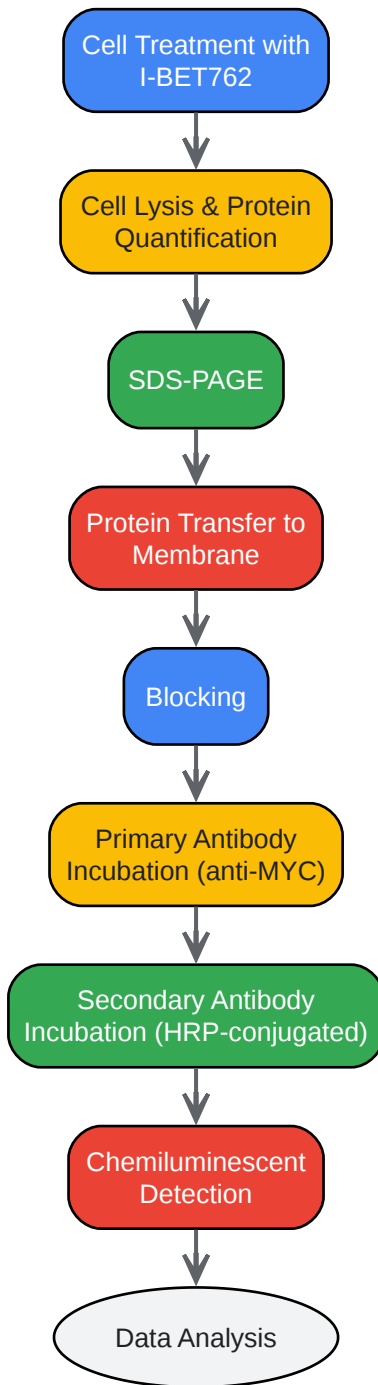 Cell Treatment with
I-BET762
Cell Lysis & Protein
Quantification
SDS-PAGE
Protein Transfer to
Membrane
Blocking
Primary Antibody
Incubation (anti-MYC)
Secondary Antibody
Incubation (HRP-conjugated)
Chemiluminescent
Detection
Data Analysis